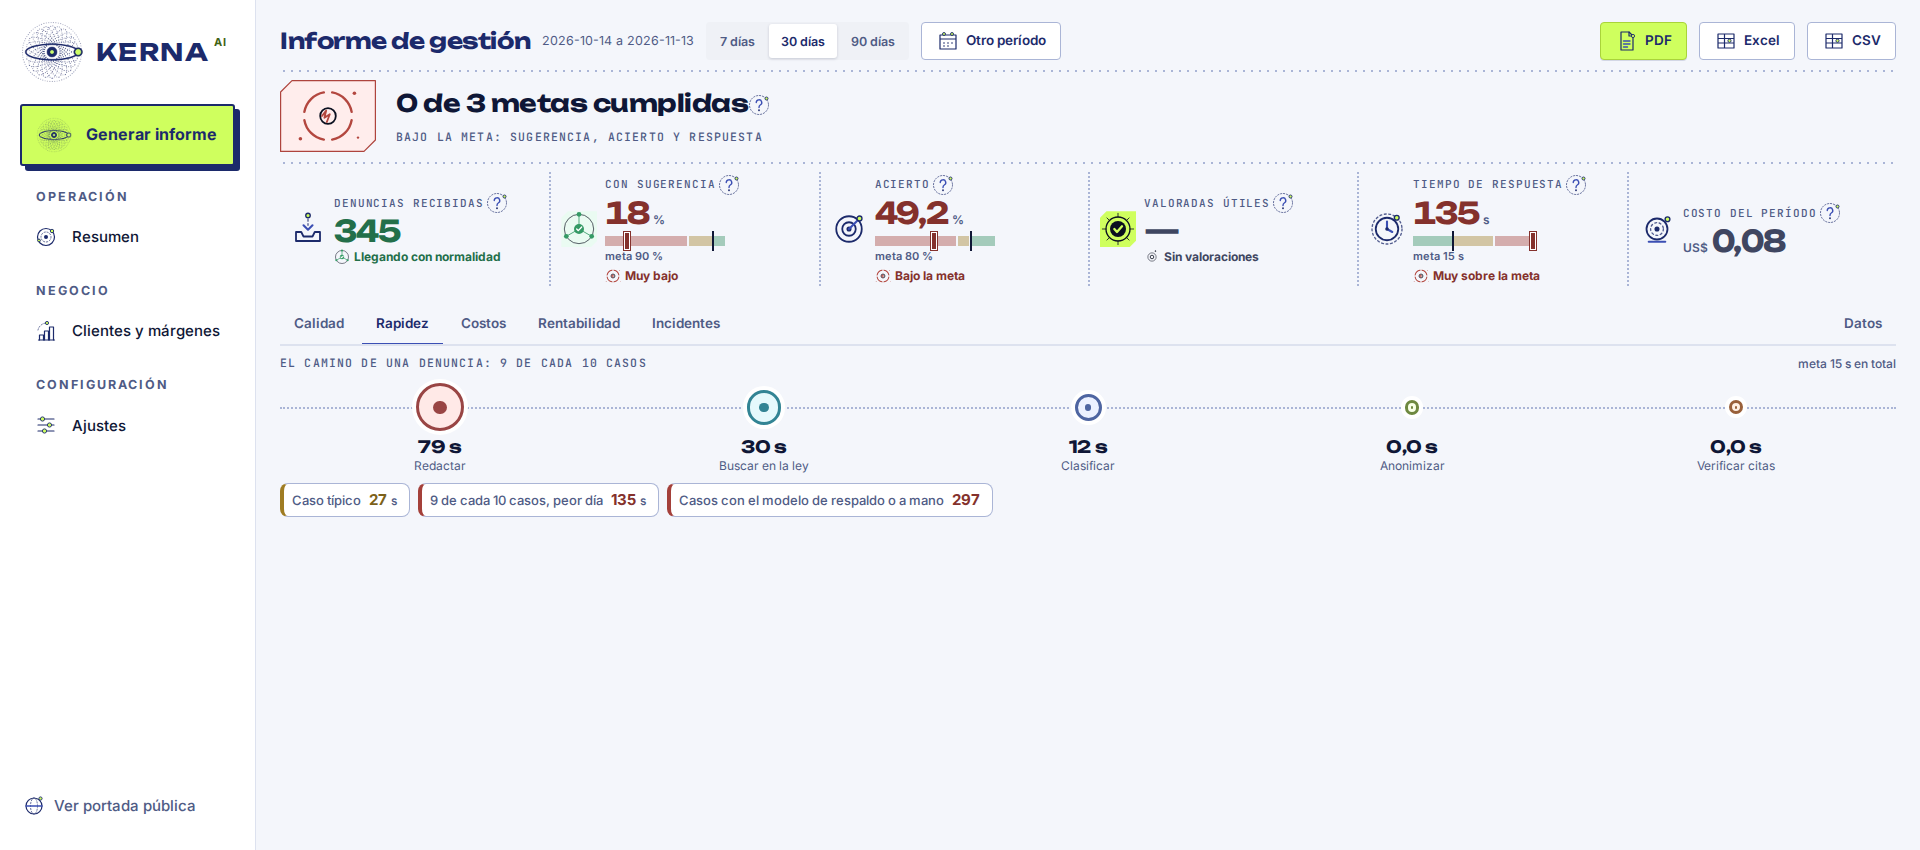 KERNA AI
Generar informe
OPERACIÓN
Resumen
NEGOCIO
Clientes y márgenes
CONFIGURACIÓN
Ajustes
Ver portada pública
Informe de gestión 2026-10-14 a 2026-11-13 7 días 30 días 90 días Otro período PDF Excel CSV
0 de 3 metas cumplidas ?
BAJO LA META: SUGERENCIA, ACIERTO Y RESPUESTA
DENUNCIAS RECIBIDAS ?
345
Llegando con normalidad
CON SUGERENCIA ?
18 %
meta 90 %
Muy bajo
ACIERTO ?
49,2 %
meta 80 %
Bajo la meta
VALORADAS ÚTILES ?
—
Sin valoraciones
TIEMPO DE RESPUESTA ?
135 s
meta 15 s
Muy sobre la meta
COSTO DEL PERÍODO ?
US$ 0,08
Calidad Rapidez Costos Rentabilidad Incidentes Datos
EL CAMINO DE UNA DENUNCIA: 9 DE CADA 10 CASOS meta 15 s en total
79 s
Redactar
30 s
Buscar en la ley
12 s
Clasificar
0,0 s
Anonimizar
0,0 s
Verificar citas
Caso típico 27 s
9 de cada 10 casos, peor día 135 s
Casos con el modelo de respaldo o a mano 297